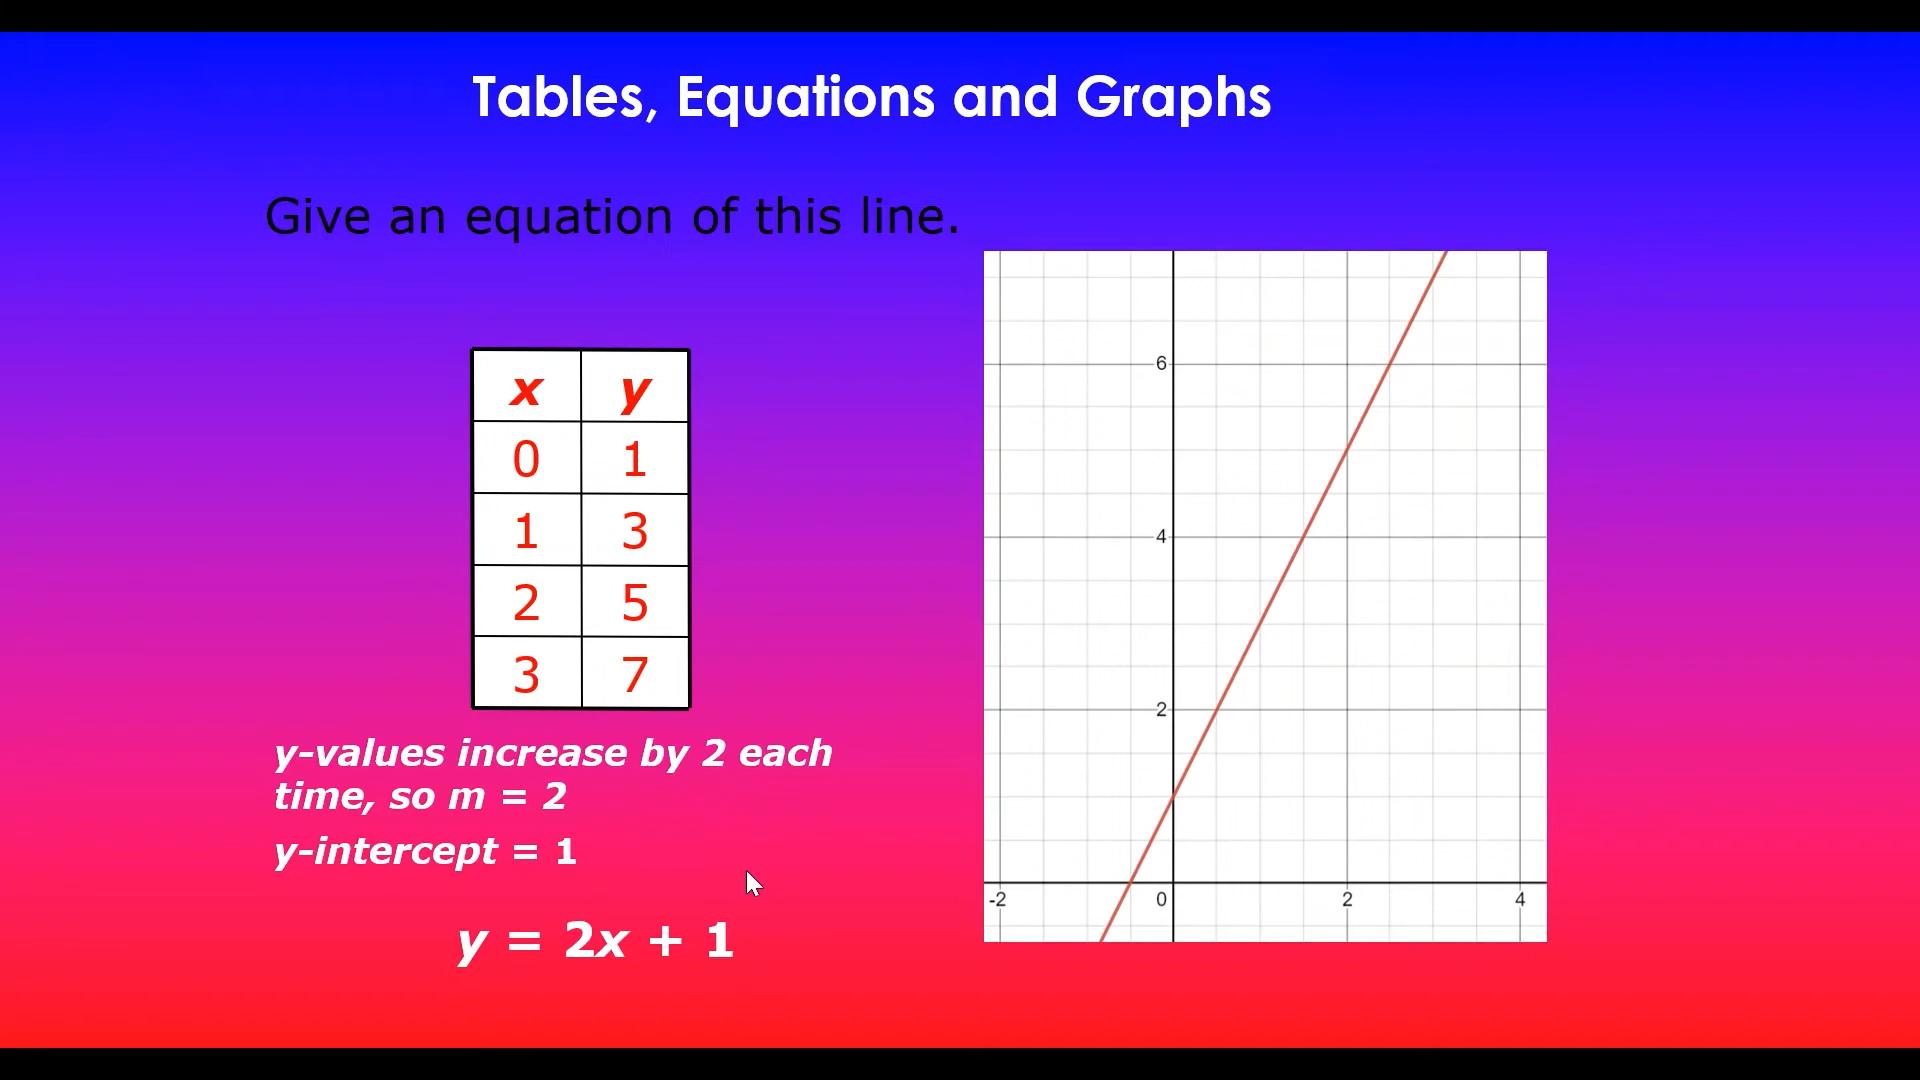 Tables, Equations and Graphs
Give an equation of this line.
x y
0 1
1 3
2 5
3 7
y-values increase by 2 each
time, so m = 2
y-intercept = 1
y = 2x + 1
6
4
2
-2 0 2 4